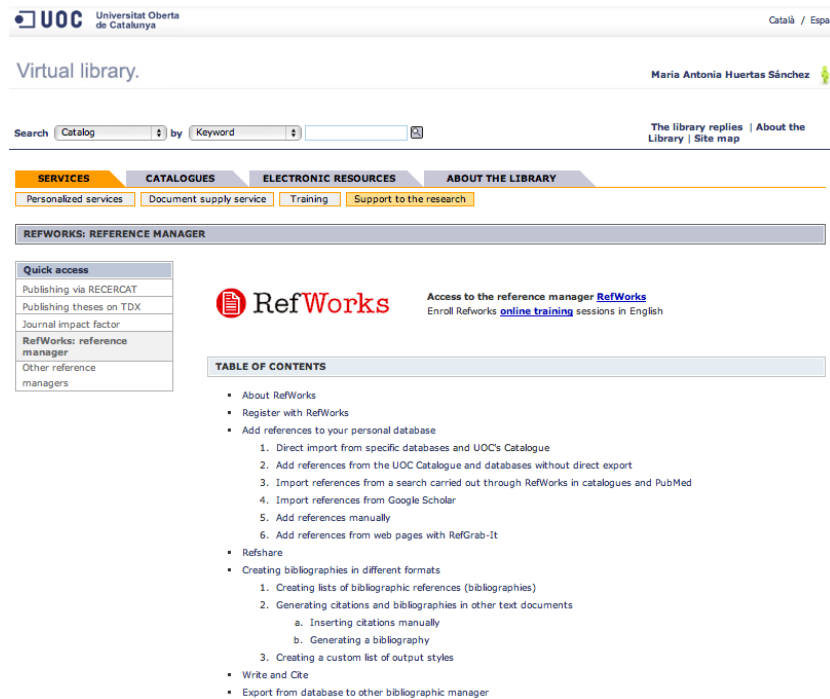 UOC Universitat Oberta
de Catalunya
Català / Espa
Virtual library.
Maria Antonia Huertas Sánchez
Search Catalog by Keyword
The library replies | About the
Library | Site map
SERVICES CATALOGUES ELECTRONIC RESOURCES ABOUT THE LIBRARY
Personalized services Document supply service Training Support to the research
REFWORKS: REFERENCE MANAGER
Quick access
Publishing via RECERCAT
Publishing theses on TDX
Journal impact factor
RefWorks: reference
manager
Other reference
managers
RefWorks
Access to the reference manager RefWorks
Enroll Refworks online training sessions in English
TABLE OF CONTENTS
▪ About RefWorks
▪ Register with RefWorks
▪ Add references to your personal database
1. Direct import from specific databases and UOC's Catalogue
2. Add references from the UOC Catalogue and databases without direct export
3. Import references from a search carried out through RefWorks in catalogues and PubMed
4. Import references from Google Scholar
5. Add references manually
6. Add references from web pages with RefGrab-It
▪ Refshare
▪ Creating bibliographies in different formats
1. Creating lists of bibliographic references (bibliographies)
2. Generating citations and bibliographies in other text documents
a. Inserting citations manually
b. Generating a bibliography
3. Creating a custom list of output styles
▪ Write and Cite
▪ Export from database to other bibliographic manager